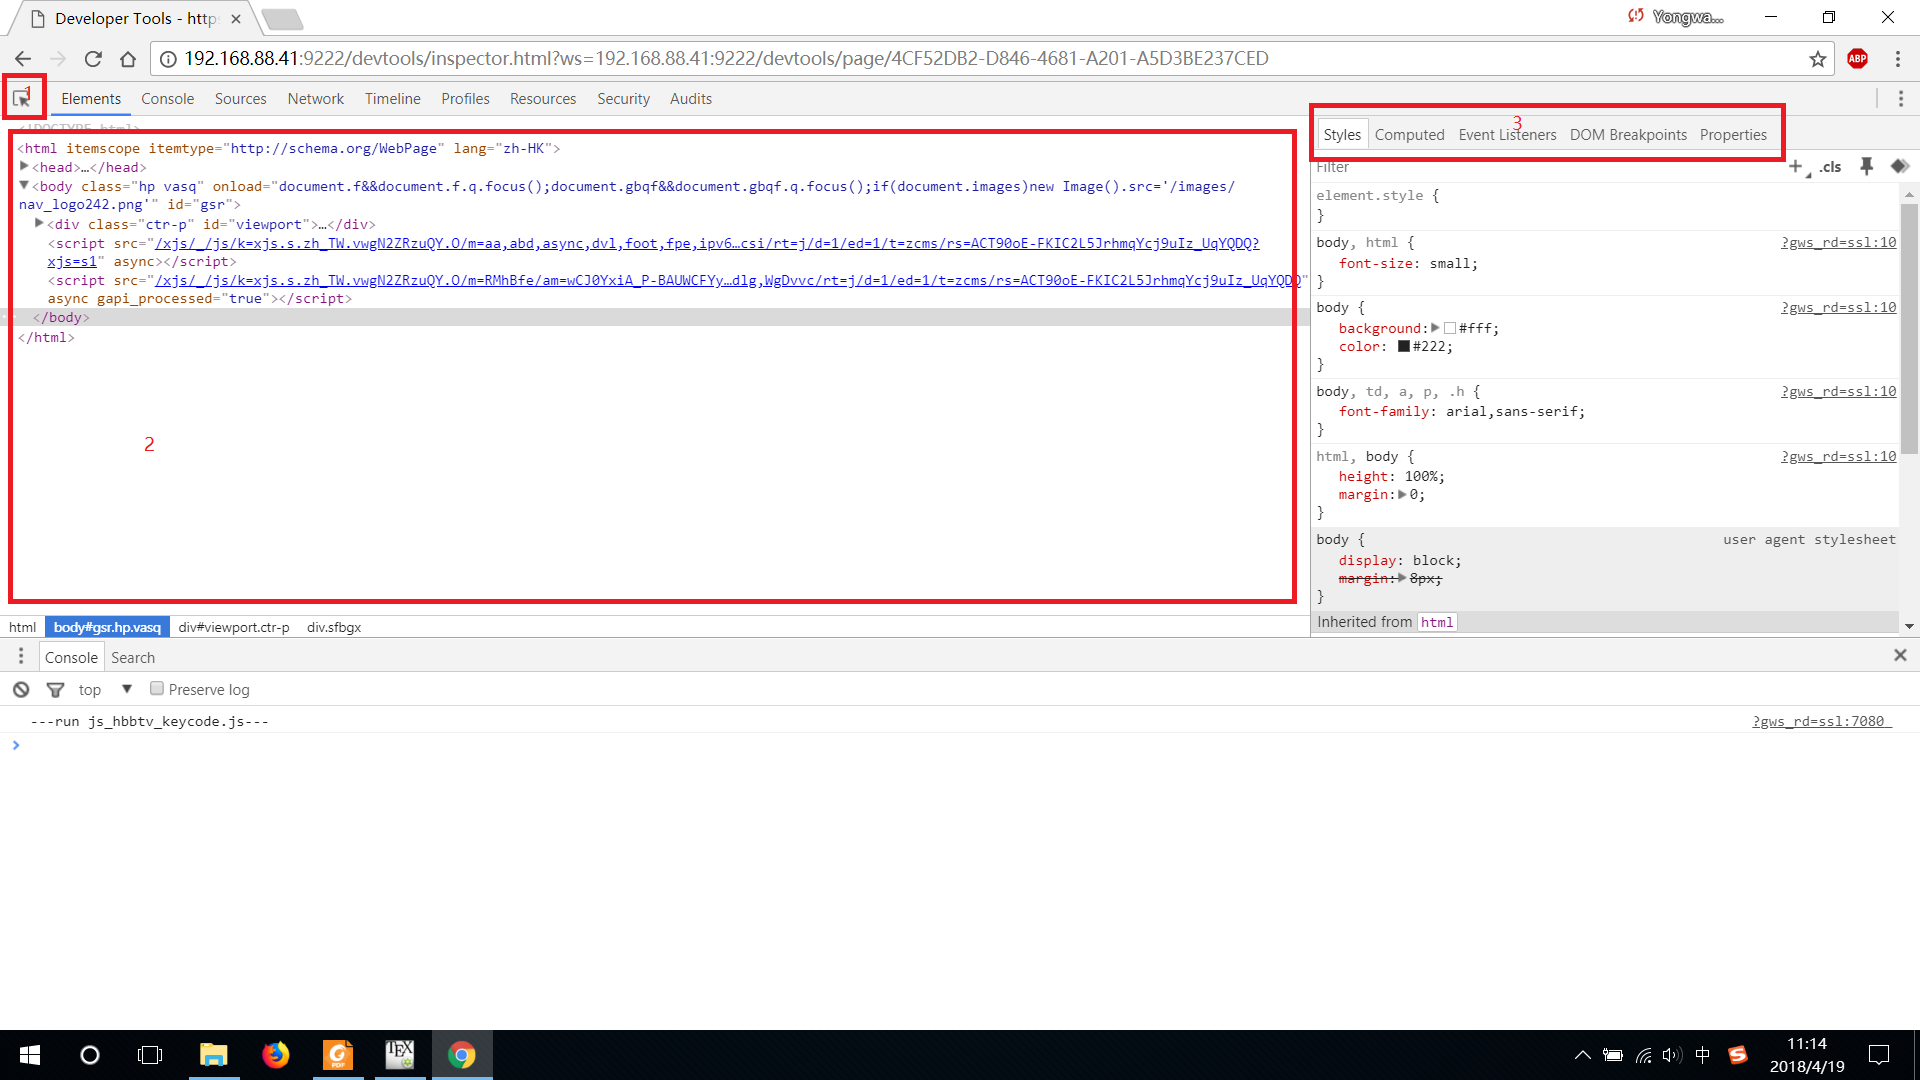 Developer Tools - http
Yongwa...
192.168.88.41:9222/devtools/inspector.html?ws=192.168.88.41:9222/devtools/page/4CF52DB2-D846-4681-A201-A5D3BE237CED
ABP
1
Elements Console Sources Network Timeline Profiles Resources Security Audits
<!DOCTYPE html>
<html itemscope itemtype="http://schema.org/WebPage" lang="zh-HK">
▶<head>…</head>
▼<body class="hp vasq" onload="document.f&&document.f.q.focus();document.gbqf&&document.gbqf.q.focus();if(document.images)new Image().src='/images/
nav_logo242.png'" id="gsr">
▶<div class="ctr-p" id="viewport">…</div>
<script src="/xjs/_/js/k=xjs.s.zh_TW.vwgN2ZRzuQY.O/m=aa,abd,async,dvl,foot,fpe,ipv6…csi/rt=j/d=1/ed=1/t=zcms/rs=ACT90oE-FKIC2L5JrhmqYcj9uIz_UqYQDQ?
xjs=s1" async></script>
<script src="/xjs/_/js/k=xjs.s.zh_TW.vwgN2ZRzuQY.O/m=RMhBfe/am=wCJ0YxiA_P-BAUWCFYy…dlg,WgDvvc/rt=j/d=1/ed=1/t=zcms/rs=ACT90oE-FKIC2L5JrhmqYcj9uIz_UqYQDQ"
async gapi_processed="true"></script>
</body>
</html>
2
html body#gsr.hp.vasq div#viewport.ctr-p div.sfbgx
3
Styles Computed Event Listeners DOM Breakpoints Properties
Filter
+ .cls
element.style {
}
body, html { ?gws_rd=ssl:10
font-size: small;
}
body { ?gws_rd=ssl:10
background:▶#fff;
color: #222;
}
body, td, a, p, .h { ?gws_rd=ssl:10
font-family: arial,sans-serif;
}
html, body { ?gws_rd=ssl:10
height: 100%;
margin:▶0;
}
body { user agent stylesheet
display: block;
margin:▶8px;
}
Inherited from html
Console Search
top ▼ Preserve log
---run js_hbbtv_keycode.js--- ?gws_rd=ssl:7080
PDF
TEX
中
S
11:14
2018/4/19